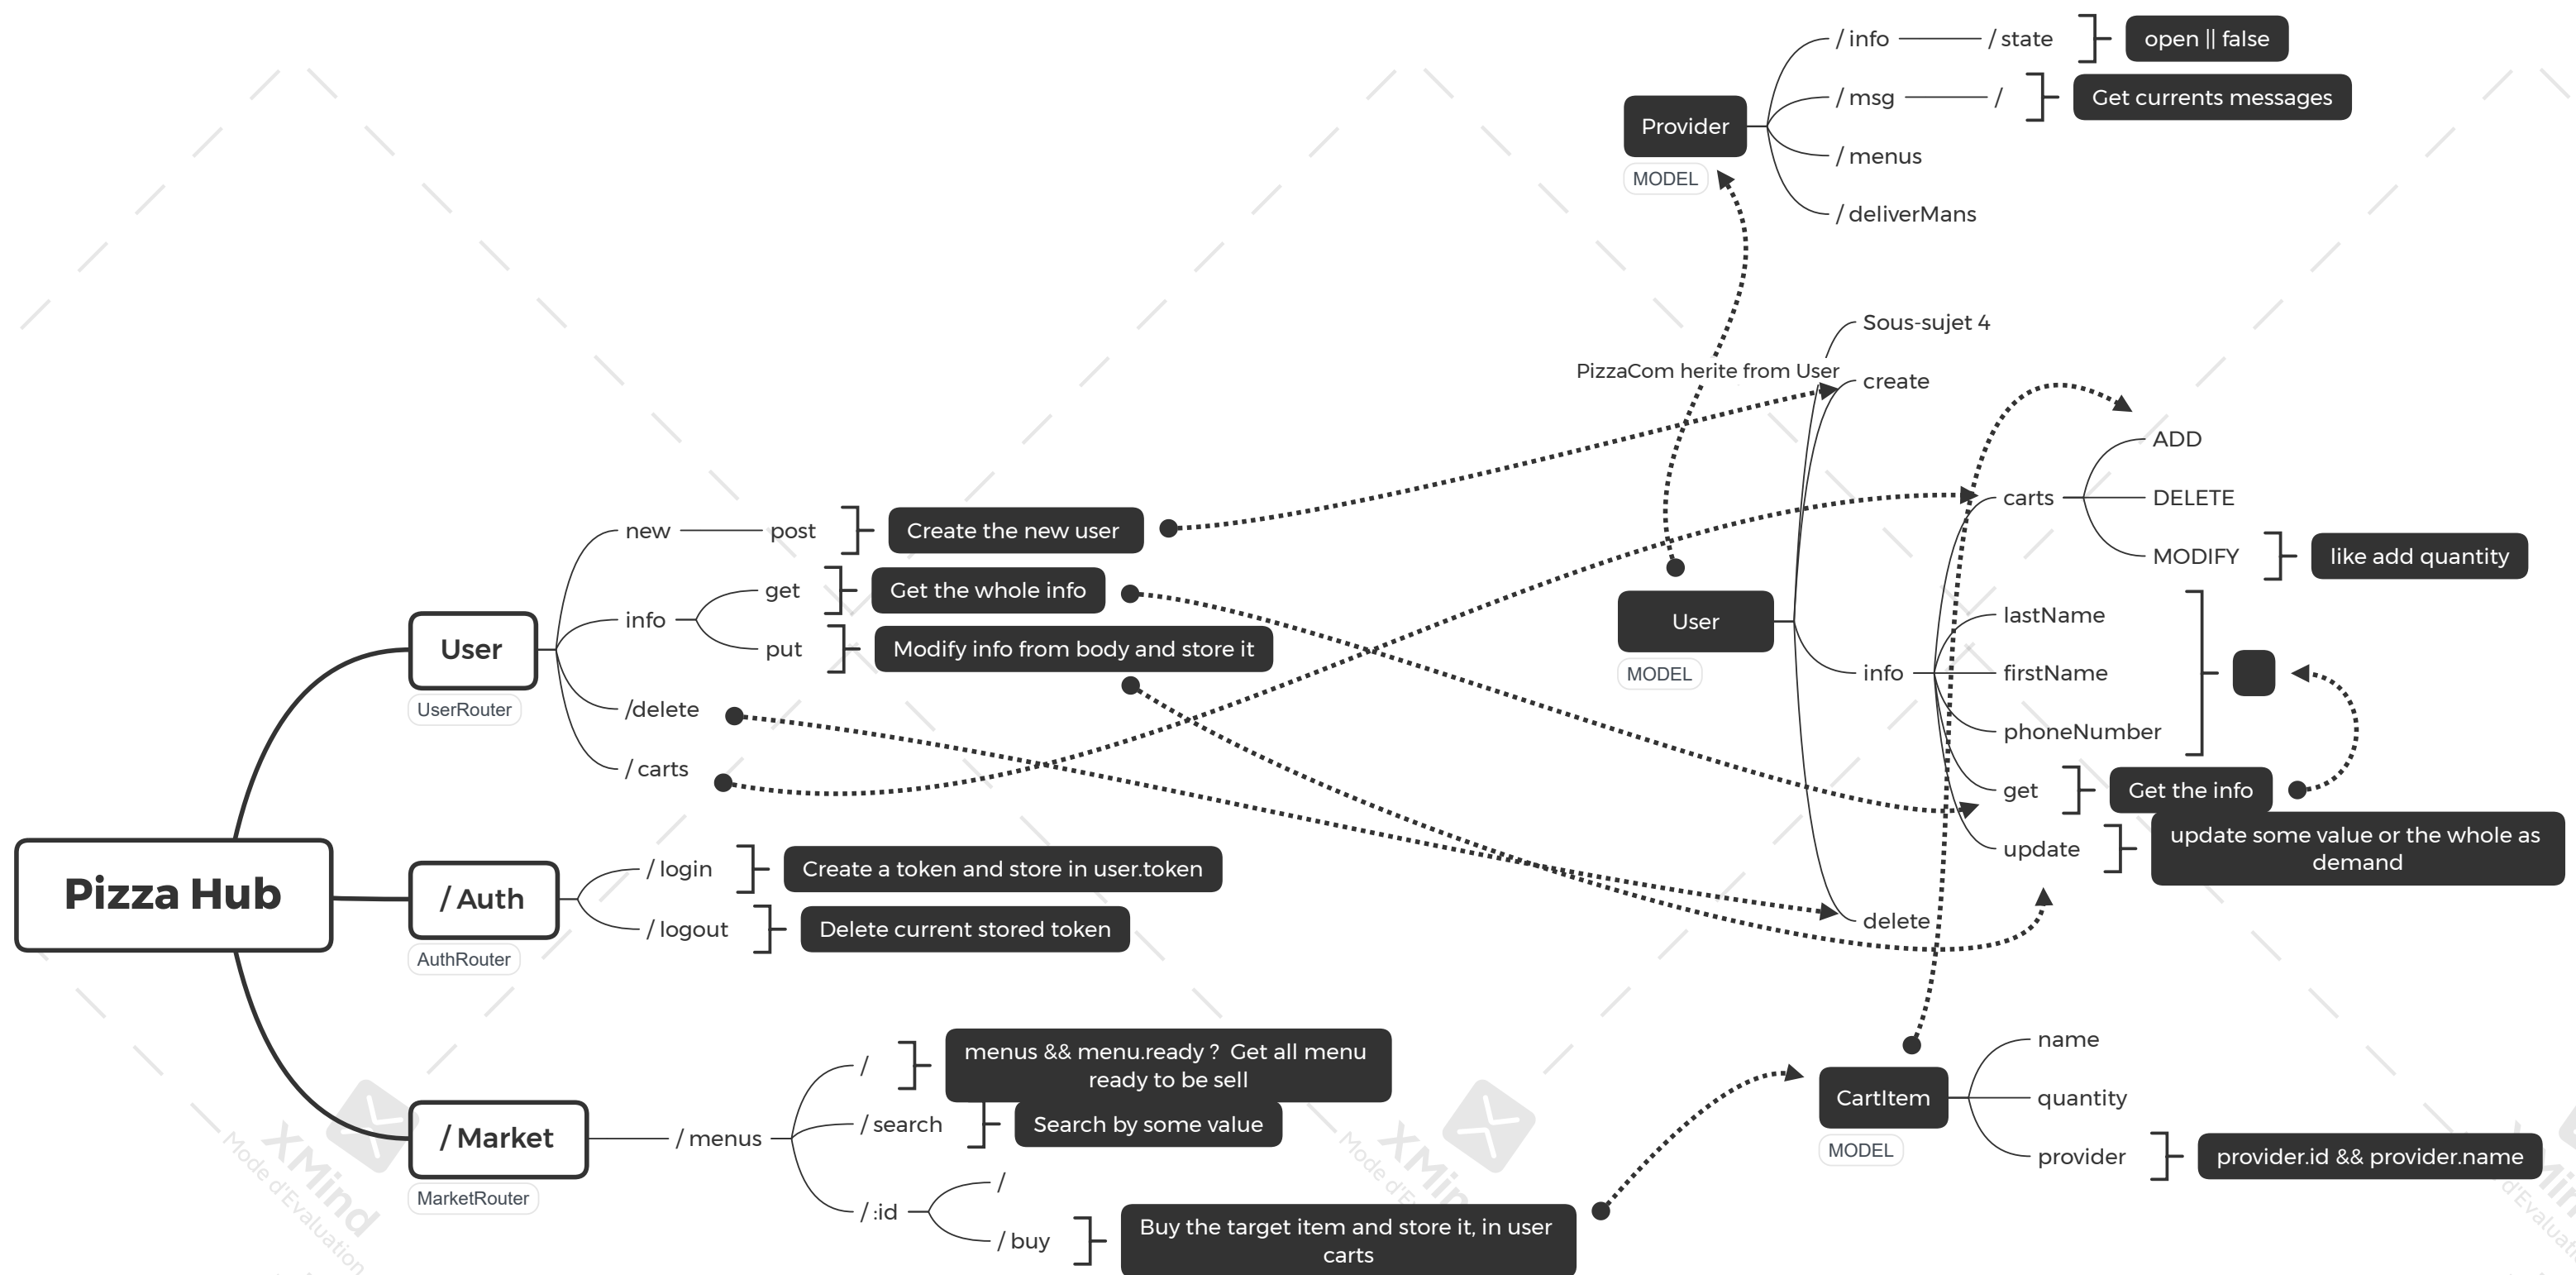 Pizza Hub
User
UserRouter
new
post
Create the new user
info
get
Get the whole info
put
Modify info from body and store it
/delete
/ carts
/ Auth
AuthRouter
/ login
Create a token and store in user.token
/ logout
Delete current stored token
/ Market
MarketRouter
/ menus
/
menus && menu.ready ? Get all menu
ready to be sell
/ search
Search by some value
/ :id
/
/ buy
Buy the target item and store it, in user
carts
Provider
MODEL
/ info
/ state
open || false
/ msg
/
Get currents messages
/ menus
/ deliverMans
PizzaCom herite from User
User
MODEL
Sous-sujet 4
create
info
carts
ADD
DELETE
MODIFY
like add quantity
lastName
firstName
phoneNumber
get
Get the info
update
update some value or the whole as
demand
delete
CartItem
MODEL
name
quantity
provider
provider.id && provider.name
XMind
Mode d'Evaluation
XMind
Mode d'Evaluation